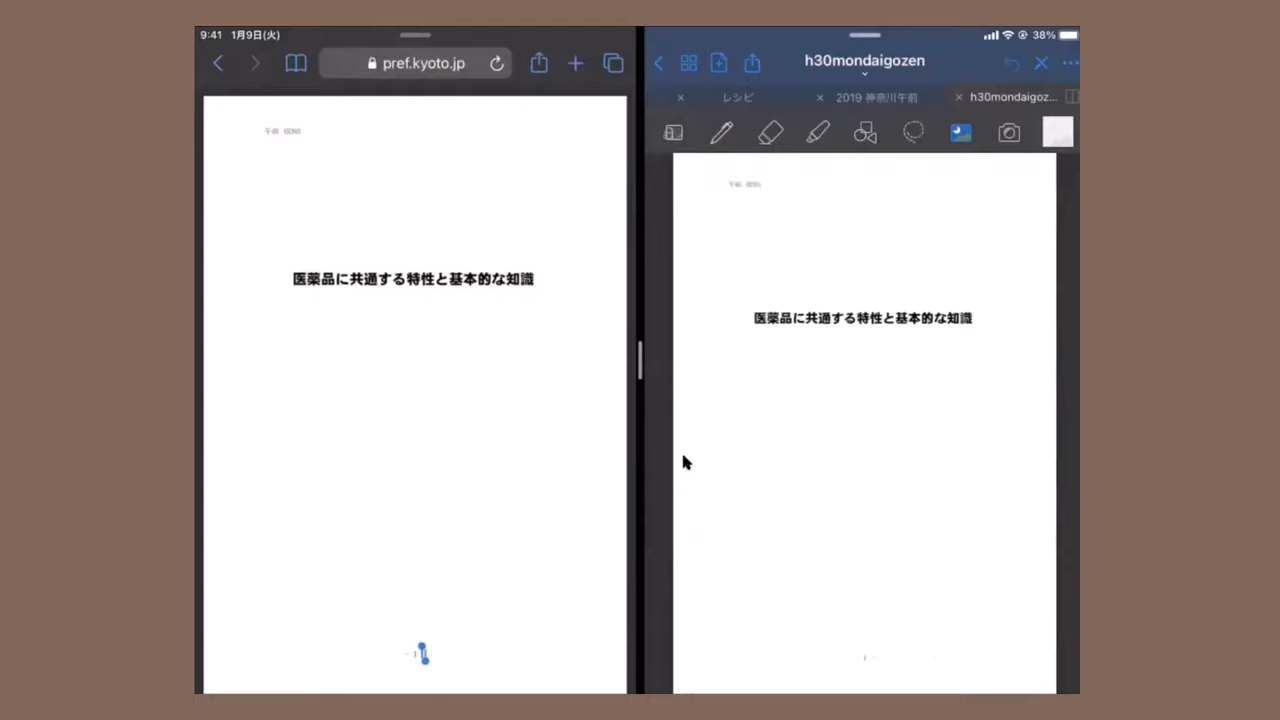 9:41 1月9日(火)
pref.kyoto.jp
医薬品に共通する特性と基本的な知識
38%
h30mondaigozen
レシピ
2019 神奈川午前
h30mondaigoz...
医薬品に共通する特性と基本的な知識